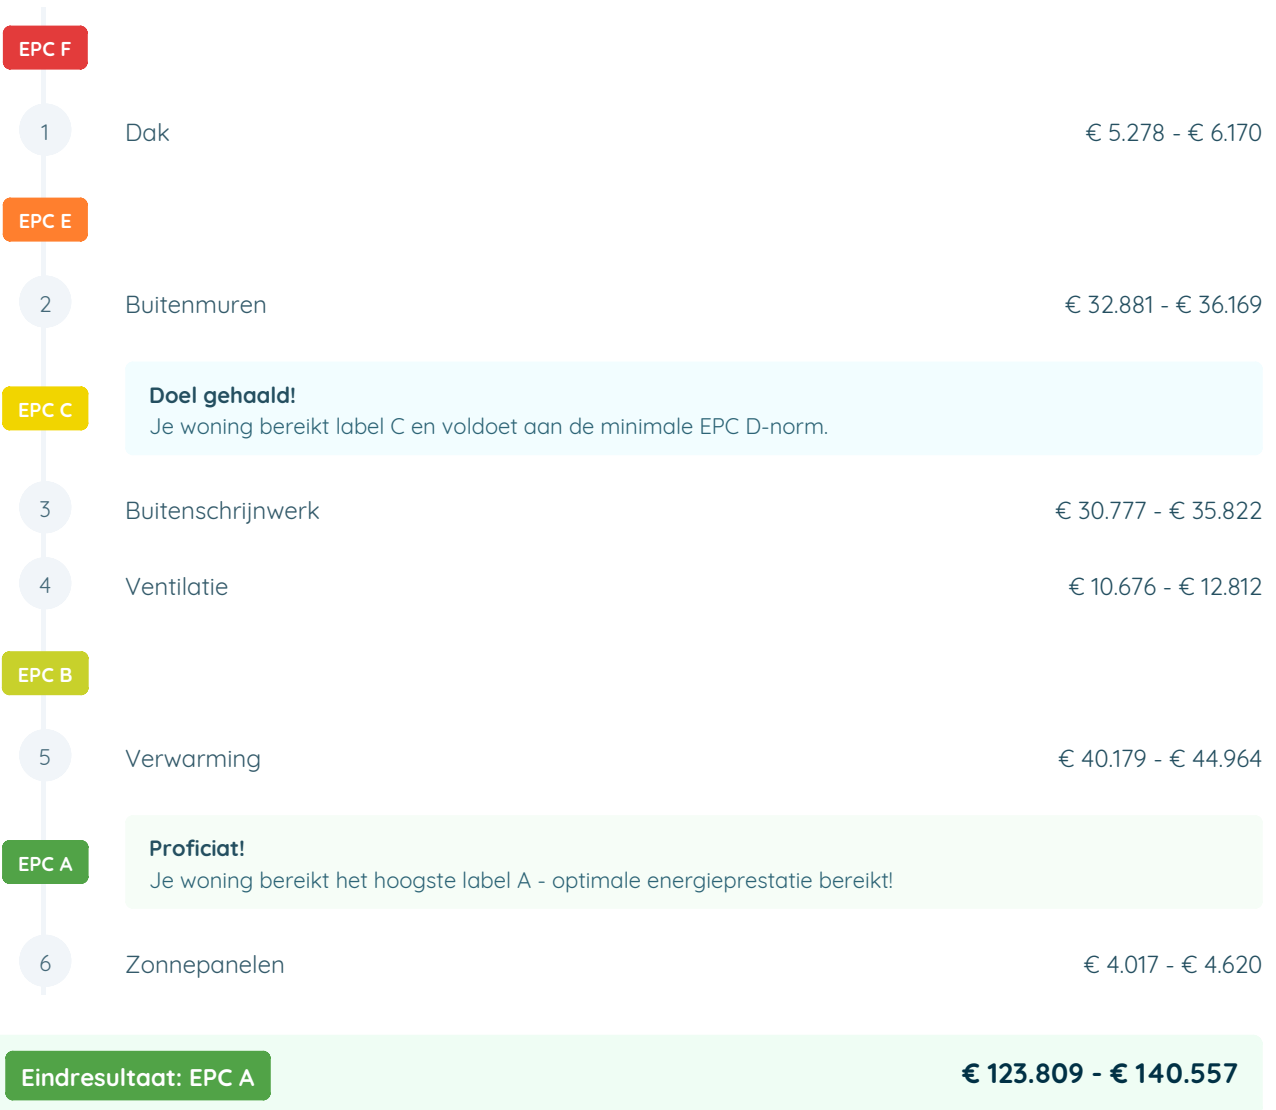 EPC F
1 Dak € 5.278 - € 6.170
EPC E
2 Buitenmuren € 32.881 - € 36.169
Doel gehaald!
EPC C
Je woning bereikt label C en voldoet aan de minimale EPC D-norm.
3 Buitenschrijnwerk € 30.777 - € 35.822
4 Ventilatie € 10.676 - € 12.812
EPC B
5 Verwarming € 40.179 - € 44.964
Proficiat!
EPC A
Je woning bereikt het hoogste label A - optimale energieprestatie bereikt!
6 Zonnepanelen € 4.017 - € 4.620
Eindresultaat: EPC A € 123.809 - € 140.557